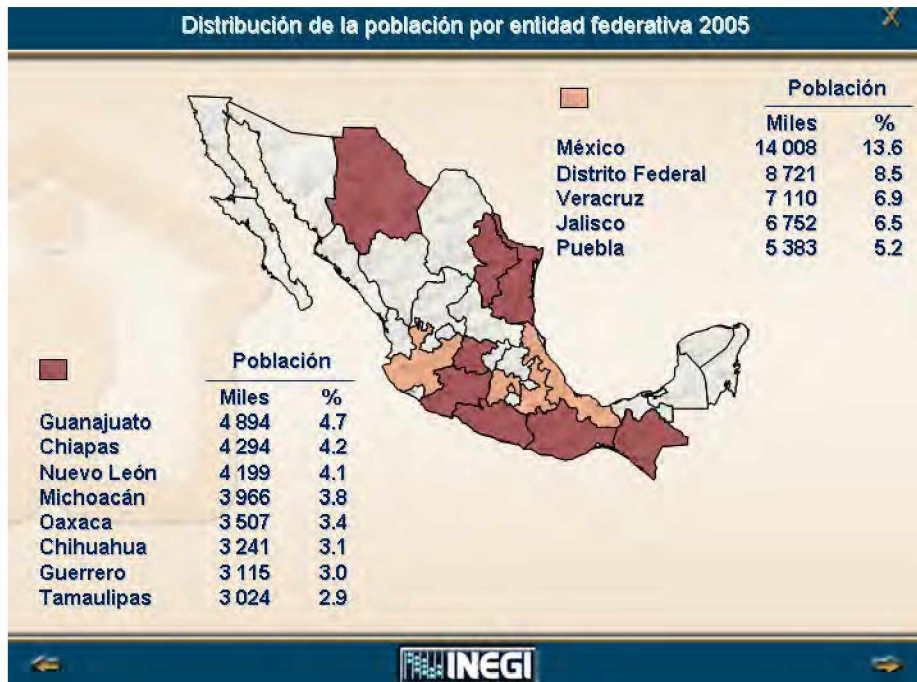 Distribución de la población por entidad federativa 2005
X
Población
Miles %
México 14 008 13.6
Distrito Federal 8 721 8.5
Veracruz 7 110 6.9
Jalisco 6 752 6.5
Puebla 5 383 5.2
Población
Miles %
Guanajuato 4 894 4.7
Chiapas 4 294 4.2
Nuevo León 4 199 4.1
Michoacán 3 966 3.8
Oaxaca 3 507 3.4
Chihuahua 3 241 3.1
Guerrero 3 115 3.0
Tamaulipas 3 024 2.9
INEGI